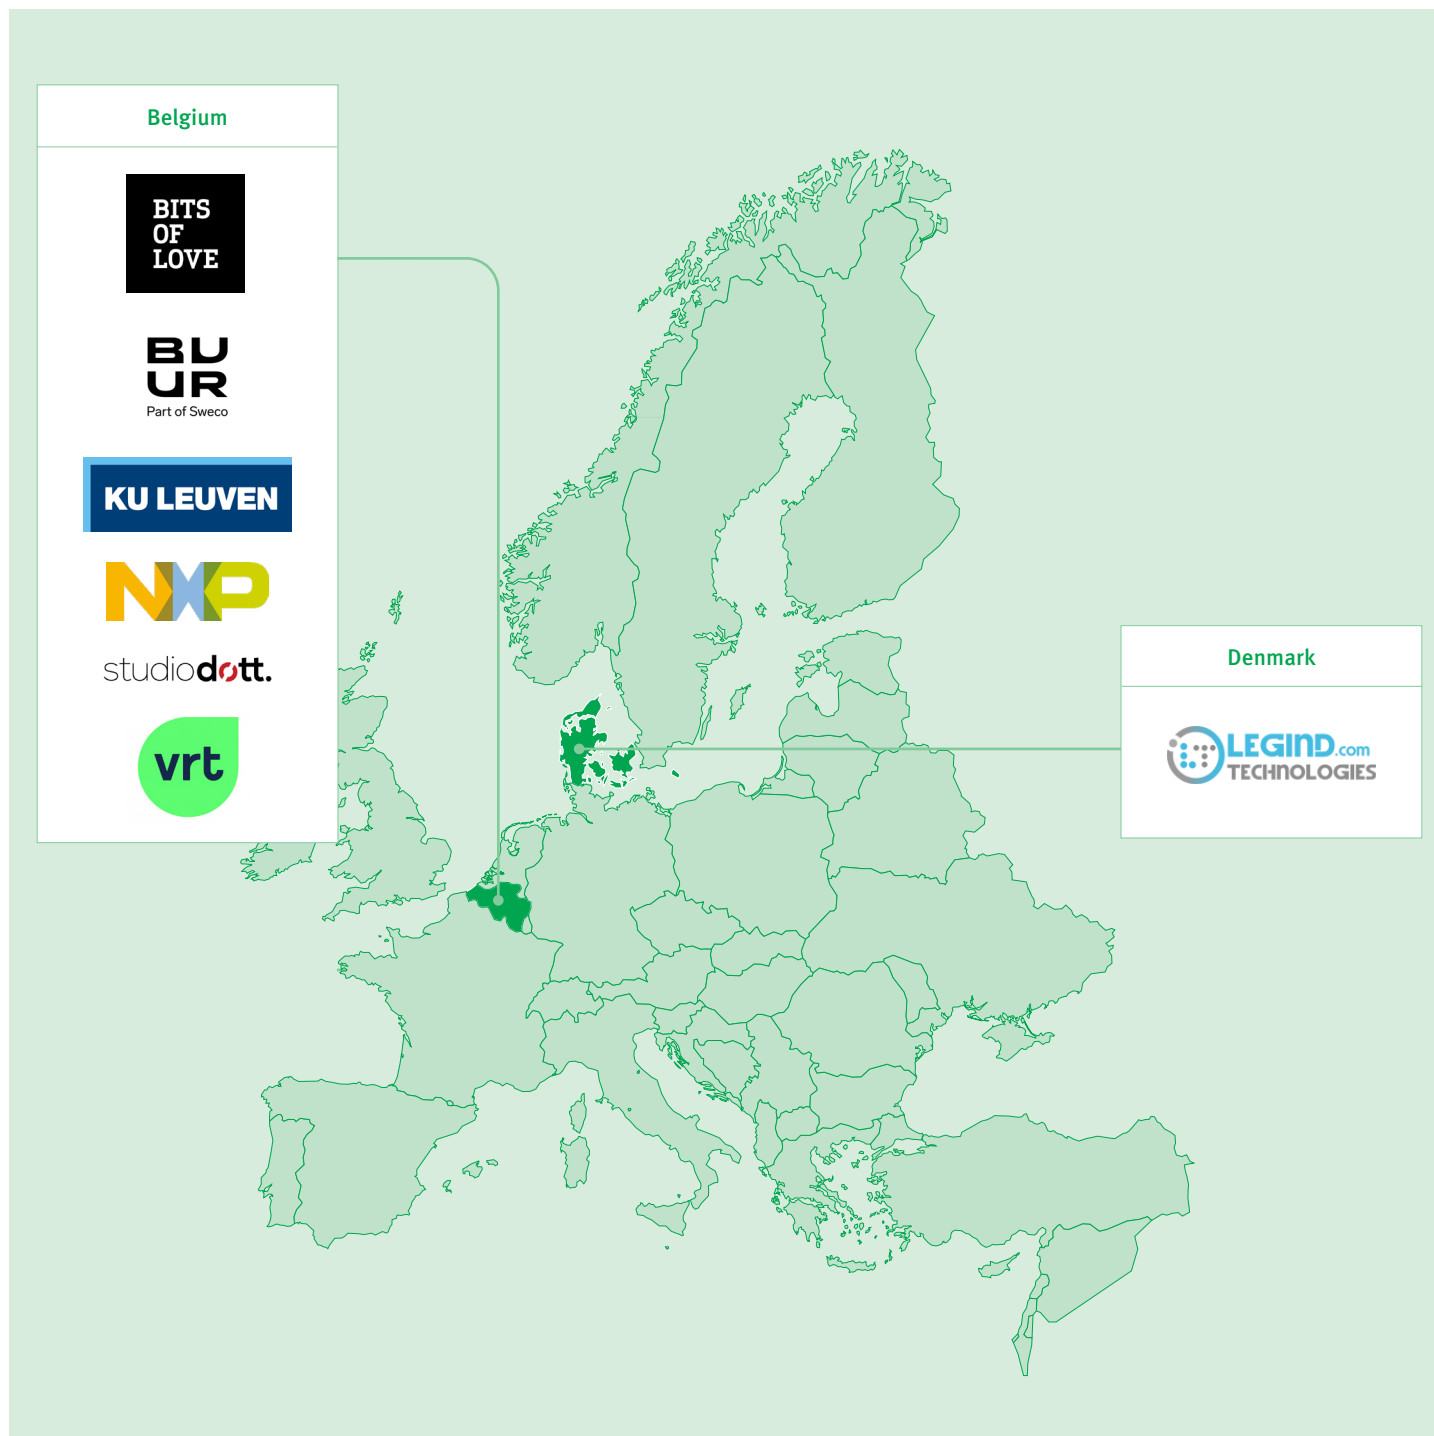 Belgium
BITS
OF
LOVE
BU
UR
Part of Sweco
KU LEUVEN
NXP
studiodott.
vrt
Denmark
LEGIND.com
TECHNOLOGIES